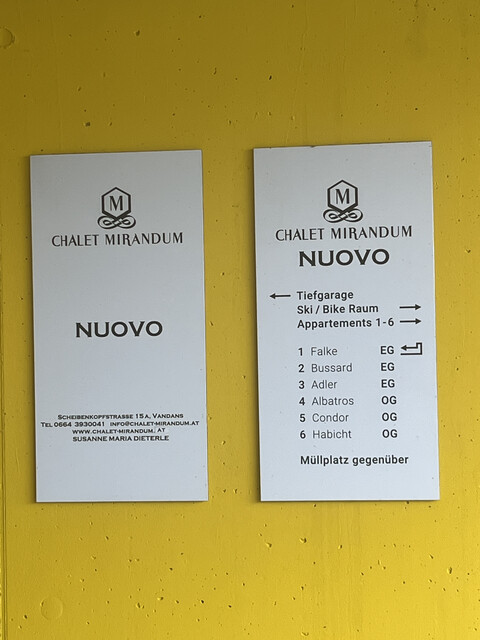 M
CHALET MIRANDUM
NUOVO
SCHEIBENKOPFSTRASSE 15 A, VANDANS
TEL 0664 3930041 INFO@CHALET-MIRANDUM.AT
WWW.CHALET-MIRANDUM. AT
SUSANNE MARIA DIETERLE
M
CHALET MIRANDUM
NUOVO
Tiefgarage
Ski / Bike Raum
Appartements 1-6
1 Falke EG
2 Bussard EG
3 Adler EG
4 Albatros OG
5 Condor OG
6 Habicht OG
Müllplatz gegenüber